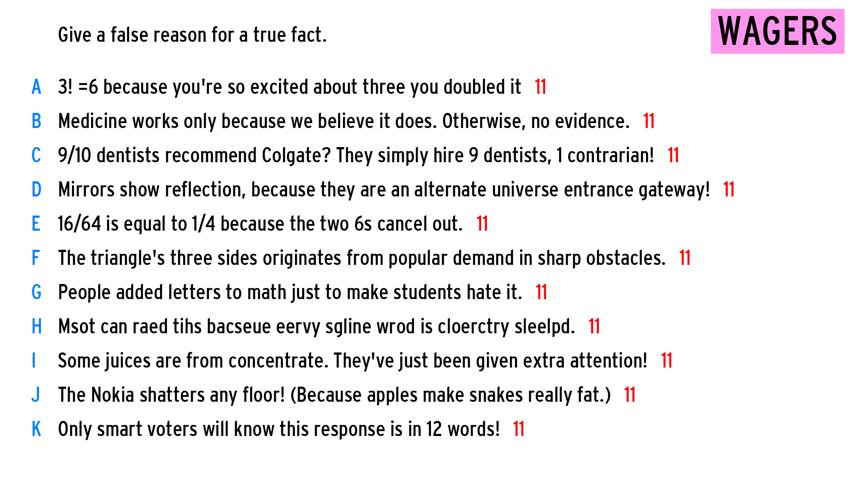 Give a false reason for a true fact.
WAGERS
A 3! =6 because you're so excited about three you doubled it 11
B Medicine works only because we believe it does. Otherwise, no evidence. 11
C 9/10 dentists recommend Colgate? They simply hire 9 dentists, 1 contrarian! 11
D Mirrors show reflection, because they are an alternate universe entrance gateway! 11
E 16/64 is equal to 1/4 because the two 6s cancel out. 11
F The triangle's three sides originates from popular demand in sharp obstacles. 11
G People added letters to math just to make students hate it. 11
H Msot can raed tihs bacseue eervy sgline wrod is cloerctry sleelpd. 11
I Some juices are from concentrate. They've just been given extra attention! 11
J The Nokia shatters any floor! (Because apples make snakes really fat.) 11
K Only smart voters will know this response is in 12 words! 11